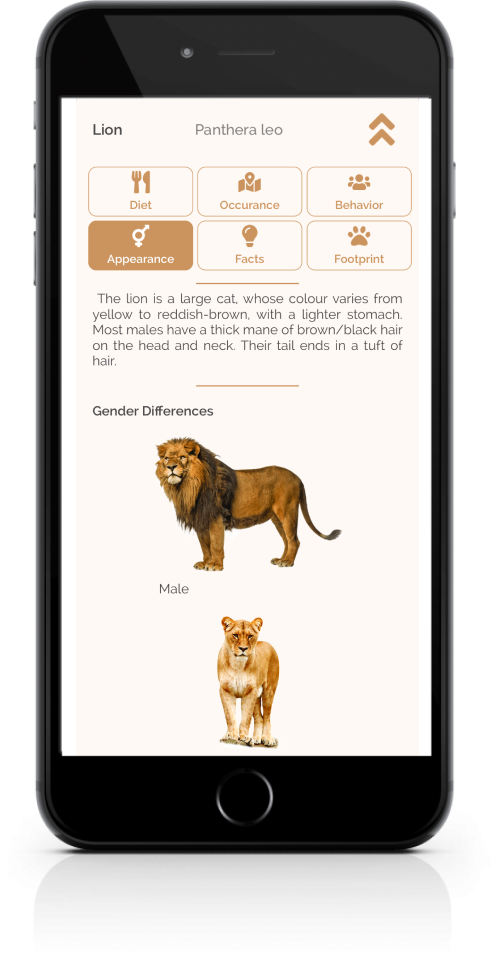 Lion Panthera leo
Diet Occurance Behavior
Appearance Facts Footprint
The lion is a large cat, whose colour varies from
yellow to reddish-brown, with a lighter stomach.
Most males have a thick mane of brown/black hair
on the head and neck. Their tail ends in a tuft of
hair.
Gender Differences
Male